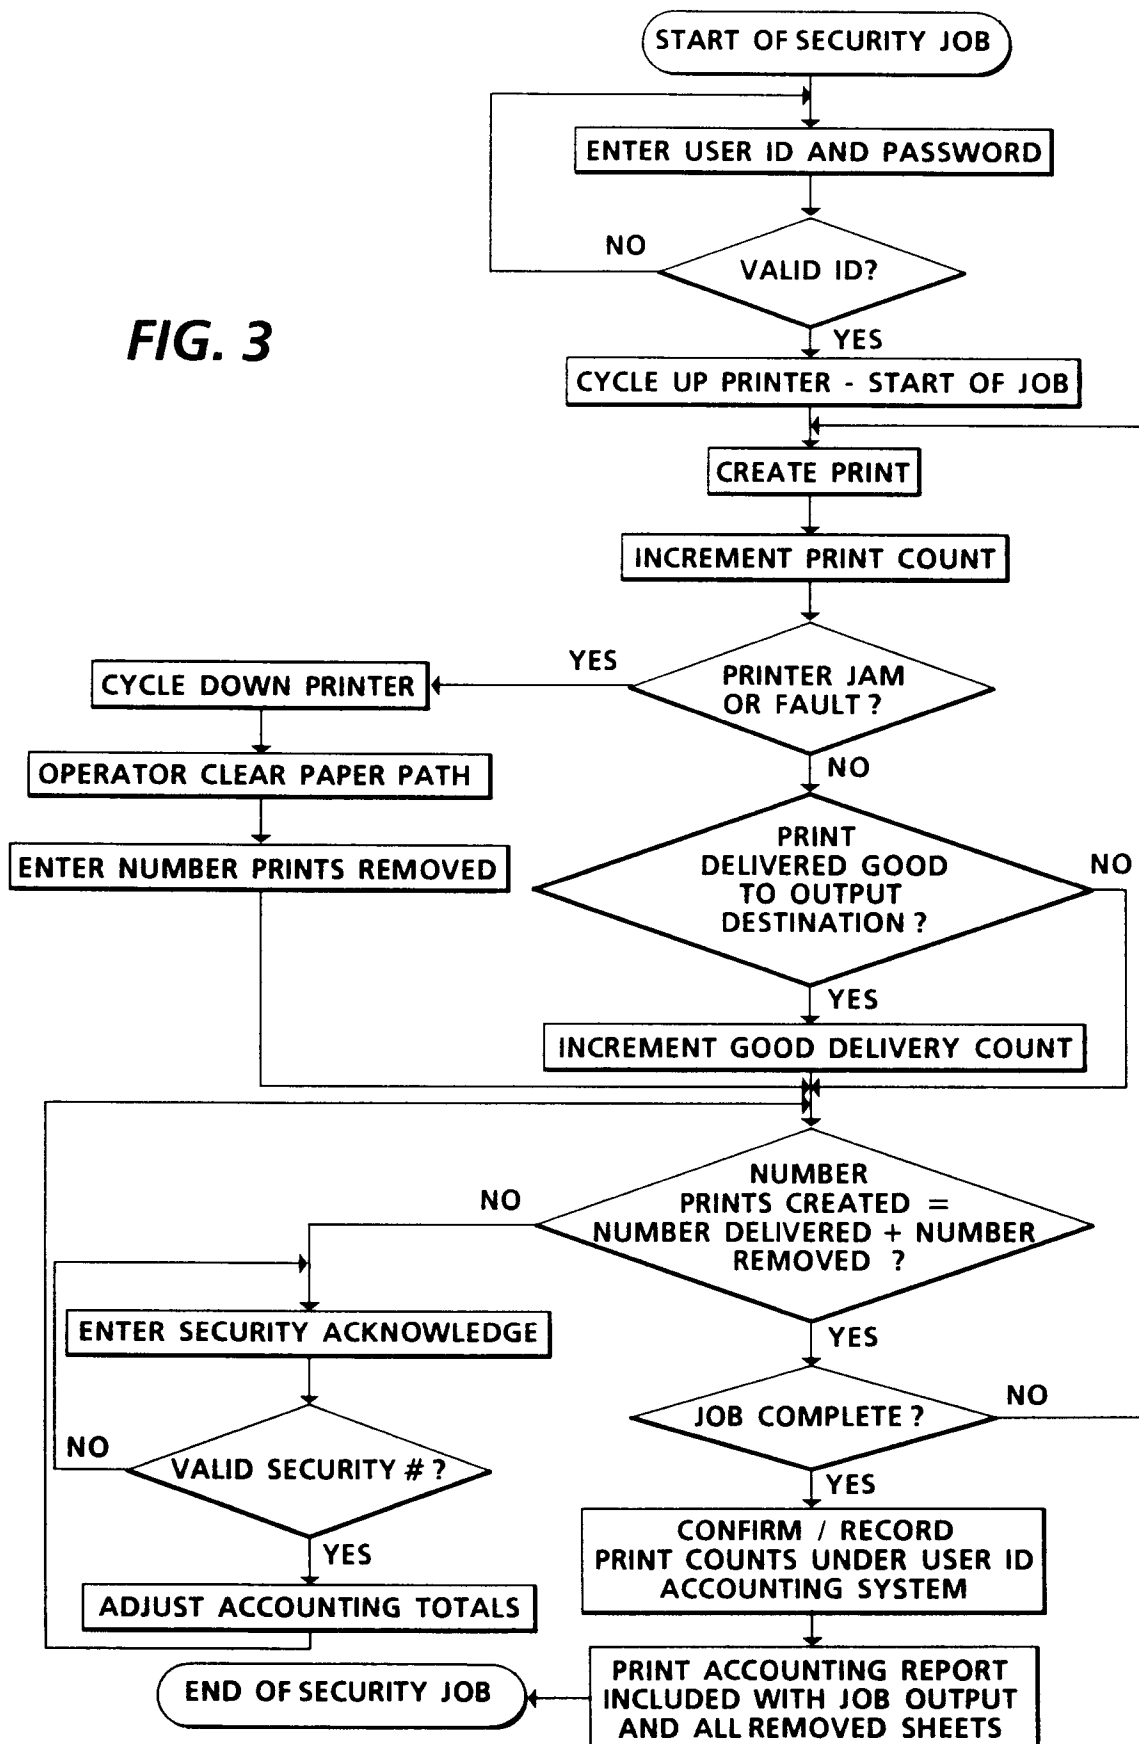 START OF SECURITY JOB
ENTER USER ID AND PASSWORD
NO
VALID ID?
FIG. 3
YES
CYCLE UP PRINTER - START OF JOB
CREATE PRINT
INCREMENT PRINT COUNT
YES
PRINTER JAM
OR FAULT ?
CYCLE DOWN PRINTER
NO
OPERATOR CLEAR PAPER PATH
PRINT
DELIVERED GOOD
TO OUTPUT
DESTINATION ?
NO
ENTER NUMBER PRINTS REMOVED
YES
INCREMENT GOOD DELIVERY COUNT
NUMBER
PRINTS CREATED =
NUMBER DELIVERED + NUMBER
REMOVED ?
NO
ENTER SECURITY ACKNOWLEDGE
YES
JOB COMPLETE ?
NO
NO
VALID SECURITY # ?
YES
CONFIRM / RECORD
PRINT COUNTS UNDER USER ID
ACCOUNTING SYSTEM
YES
ADJUST ACCOUNTING TOTALS
PRINT ACCOUNTING REPORT
INCLUDED WITH JOB OUTPUT
AND ALL REMOVED SHEETS
END OF SECURITY JOB